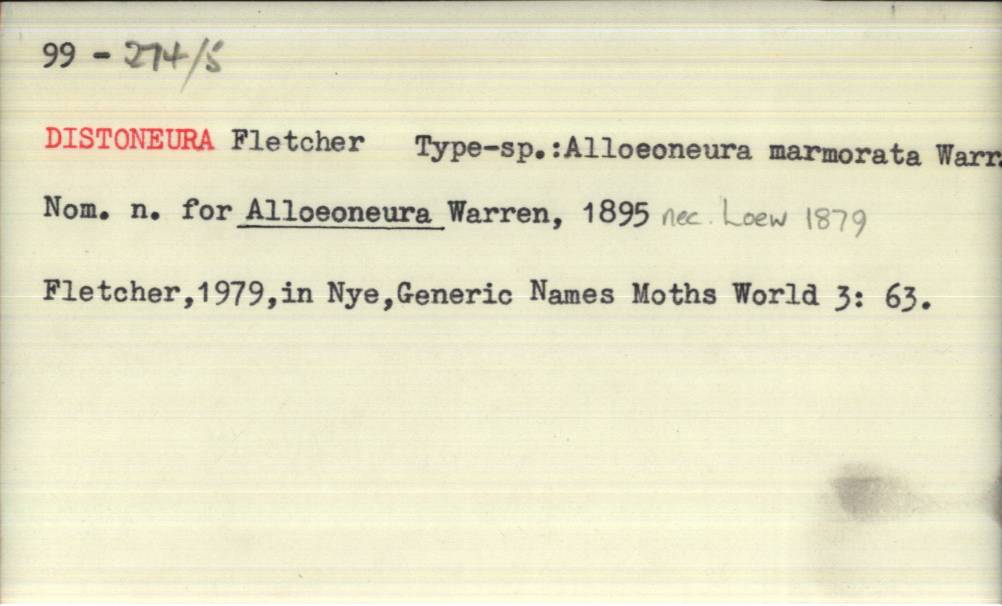 99 - 274/5
DISTONEURA Fletcher Type-sp.:Alloeoneura marmorata Warr.
Nom. n. for Alloeoneura Warren, 1895 nec. Loew 1879
Fletcher,1979,in Nye,Generic Names Moths World 3: 63.